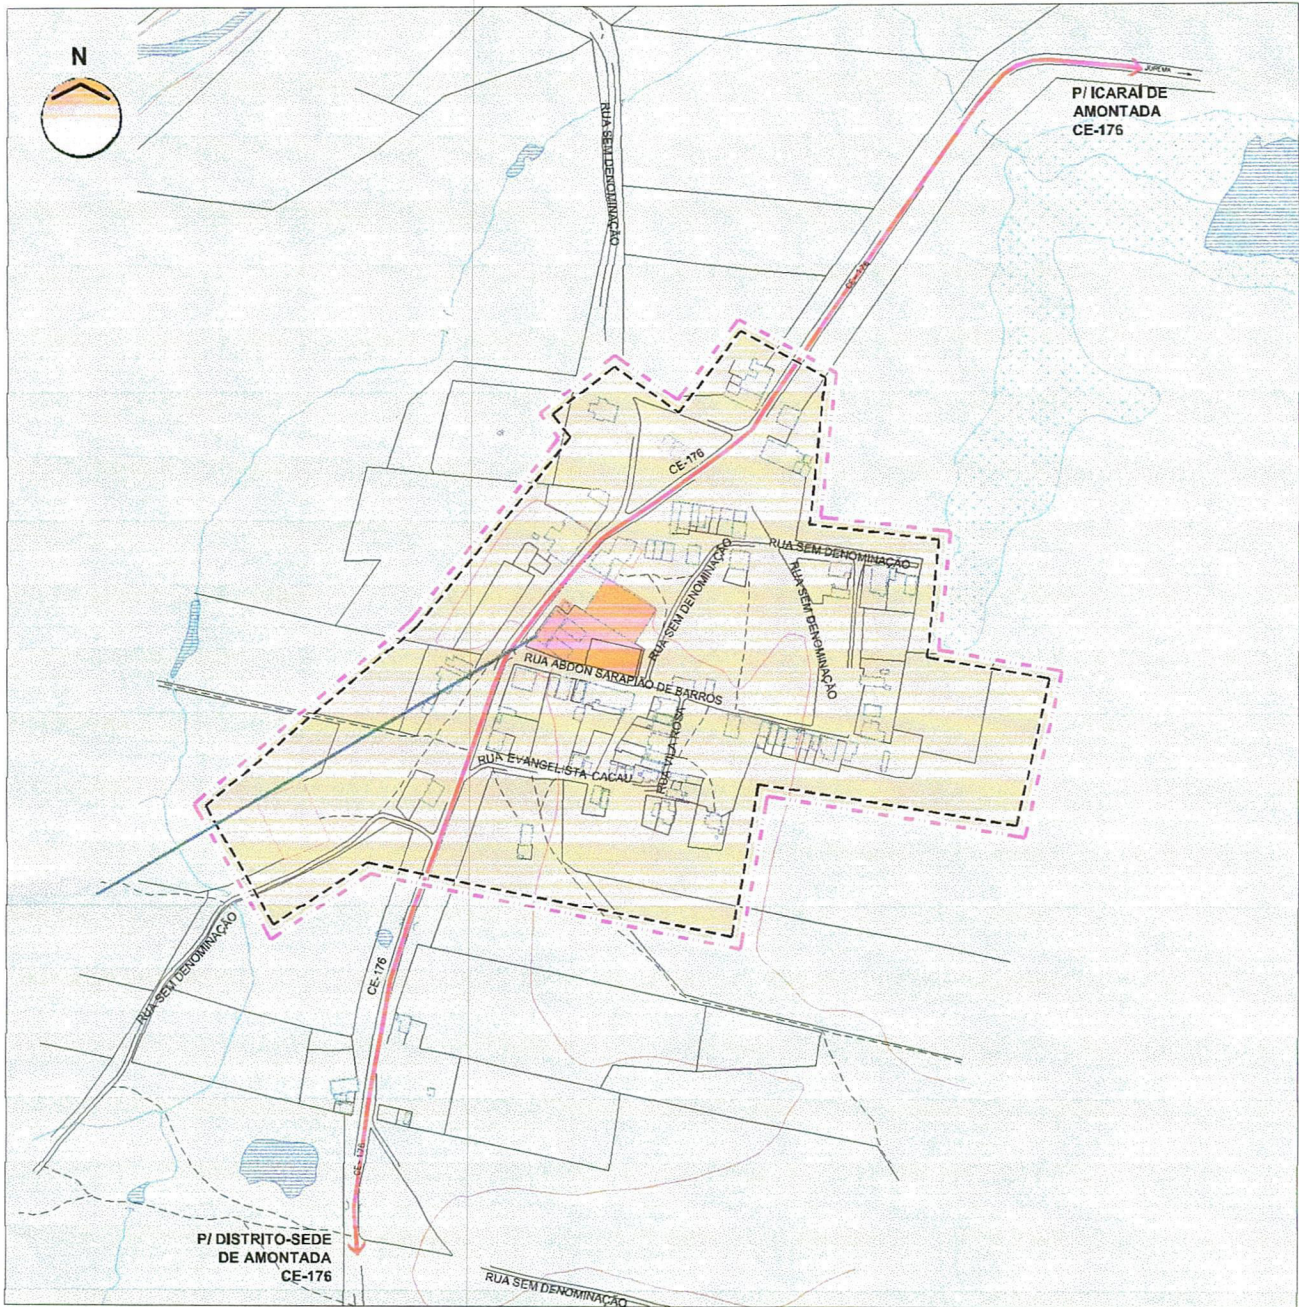 N
P/ ICARAÍ DE
AMONTADA
CE-176
JUREMA
RUA SEM DENOMINAÇÃO
CE-176
CE-176
RUA SEM DENOMINAÇÃO
RUA SEM DENOMINAÇÃO
RUA SEM DENOMINAÇÃO
RUA ABDON SARAPIÃO DE BARROS
RUA VILA ROSA
RUA EVANGELISTA CACAU
RUA SEM DENOMINAÇÃO
CE-176
CE-176
P/ DISTRITO-SEDE
DE AMONTADA
CE-176
RUA SEM DENOMINAÇÃO